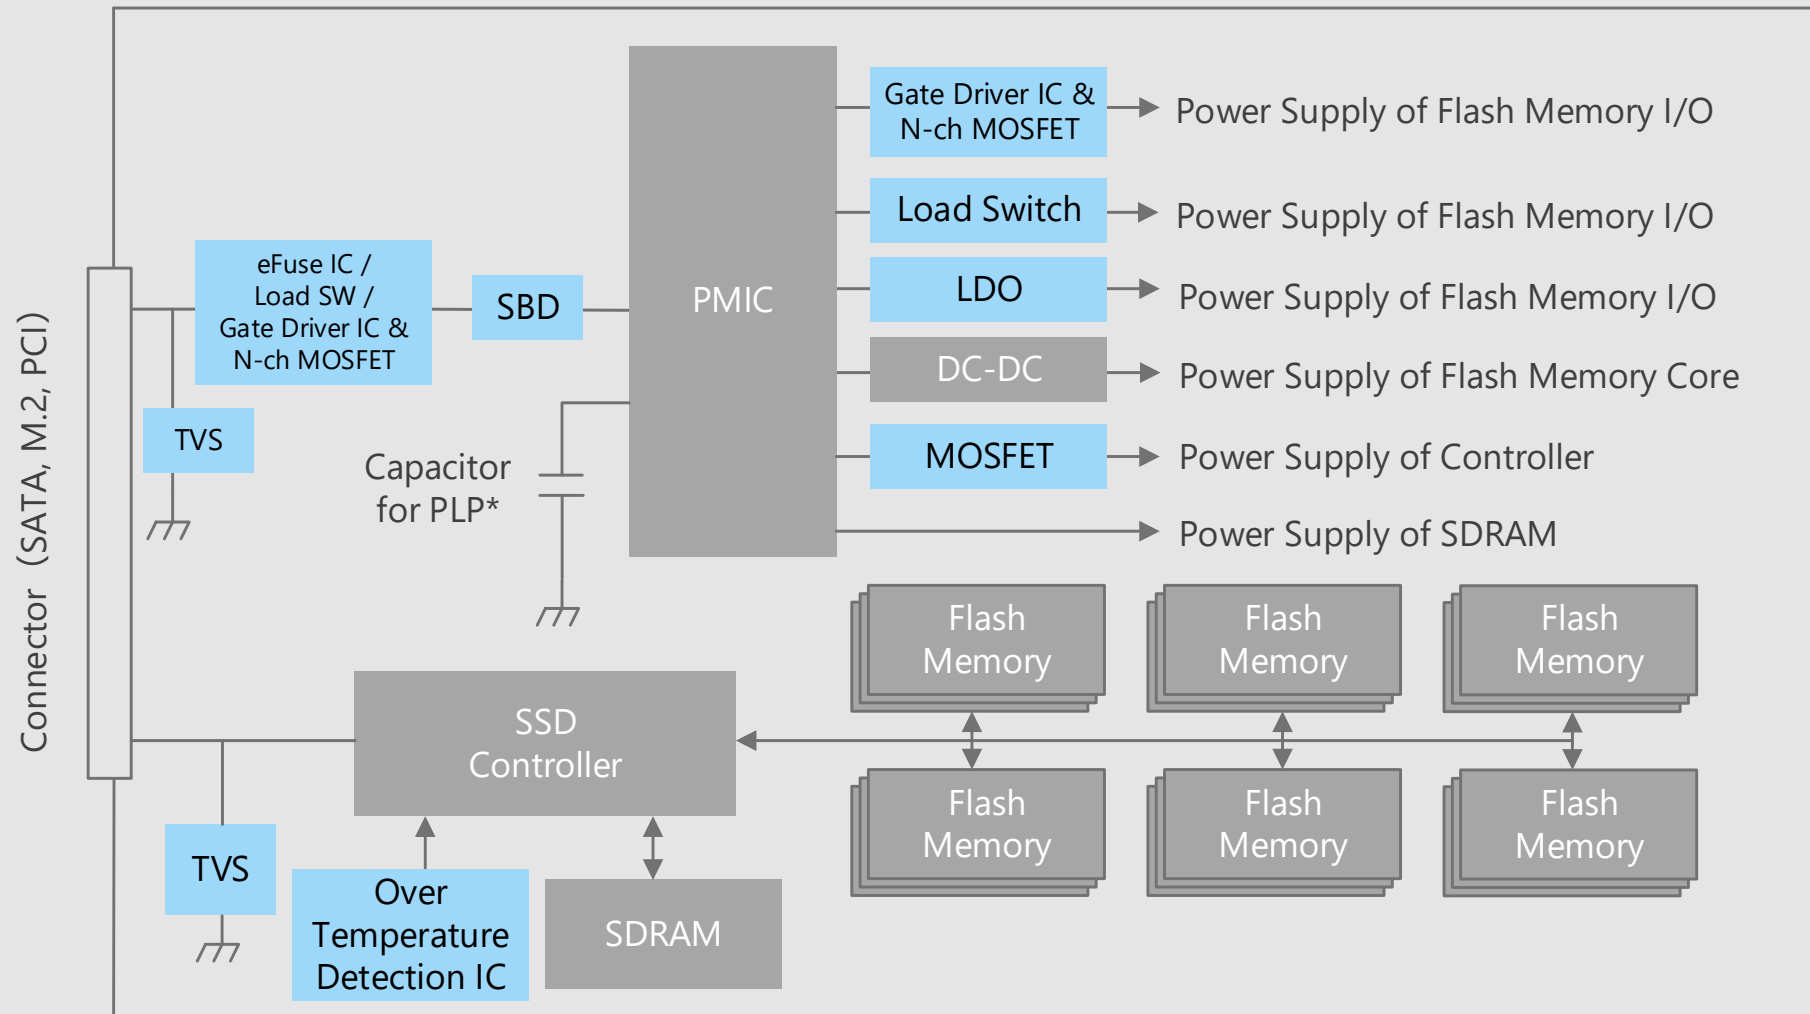 Connector (SATA, M.2, PCI)
eFuse IC /
Load SW /
Gate Driver IC &
N-ch MOSFET
SBD
TVS
Capacitor
for PLP*
PMIC
Gate Driver IC &
N-ch MOSFET
Power Supply of Flash Memory I/O
Load Switch
Power Supply of Flash Memory I/O
LDO
Power Supply of Flash Memory I/O
DC-DC
Power Supply of Flash Memory Core
MOSFET
Power Supply of Controller
Power Supply of SDRAM
SSD
Controller
TVS
Over
Temperature
Detection IC
SDRAM
Flash
Memory
Flash
Memory
Flash
Memory
Flash
Memory
Flash
Memory
Flash
Memory